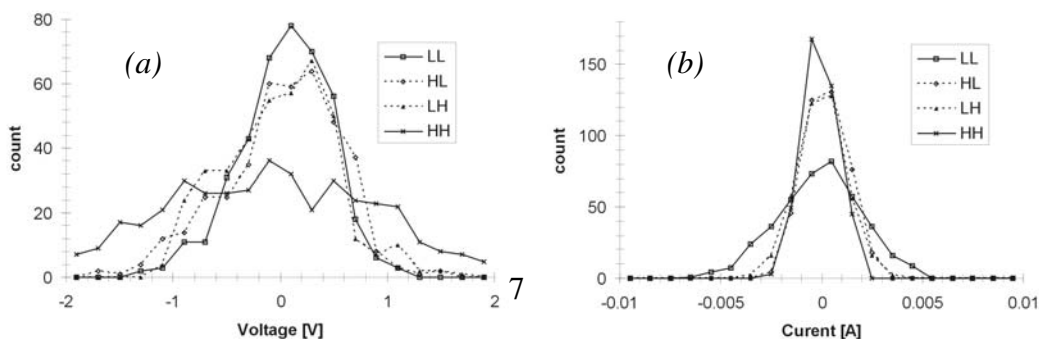 80
60
40
20
0
count
(a)
LL
HL
LH
HH
-2
-1
0
1
2
Voltage [V]
7
150
100
50
0
count
(b)
LL
HL
LH
HH
-0.01
-0.005
0
0.005
0.01
Curent [A]